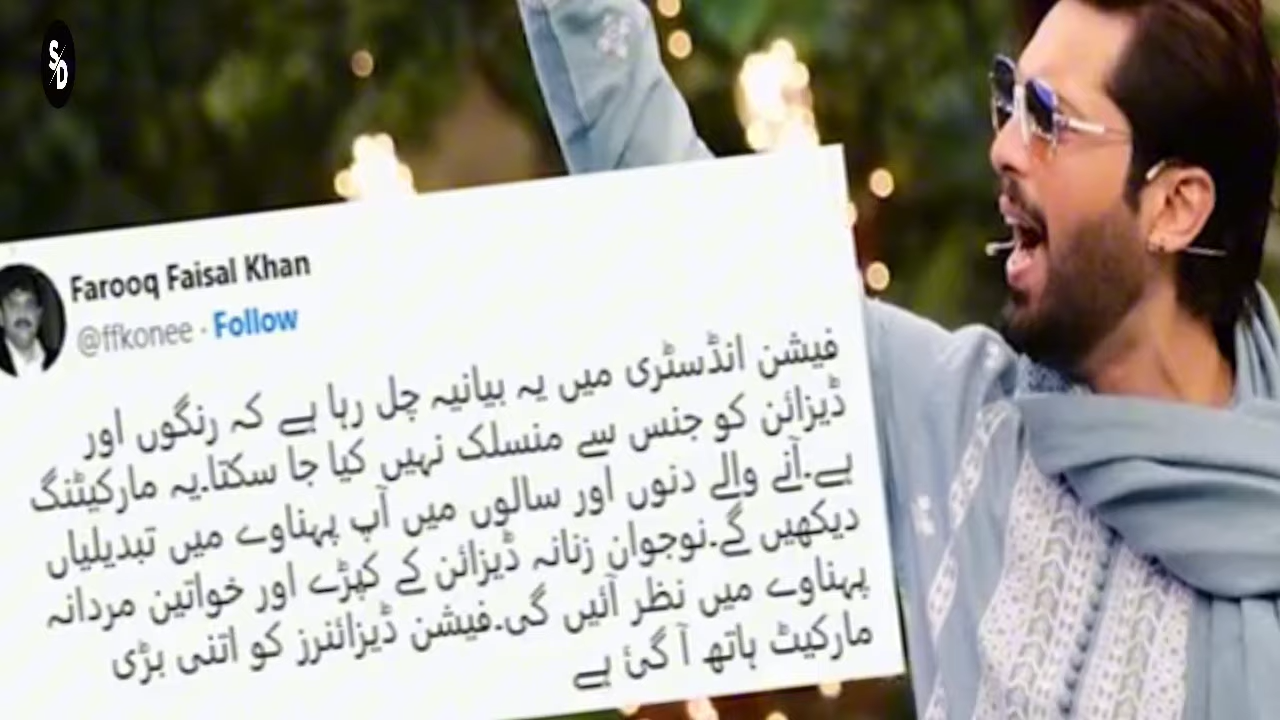 S/D
Farooq Faisal Khan
@ffkonee · Follow
فیشن انڈسٹری میں یہ بیانیہ چل رہا ہے کہ رنگوں اور
ڈیزائن کو جنس سے منسلک نہیں کیا جا سکتا۔یہ مارکیٹنگ
ہے۔آنے والے دنوں اور سالوں میں آپ پہناوے میں تبدیلیاں
دیکھیں گے۔نوجوان زنانہ ڈیزائن کے کپڑے اور خواتین مردانہ
پہناوے میں نظر آئیں گی۔فیشن ڈیزائنرز کو اتنی بڑی
مارکیٹ ہاتھ آ گئ ہے